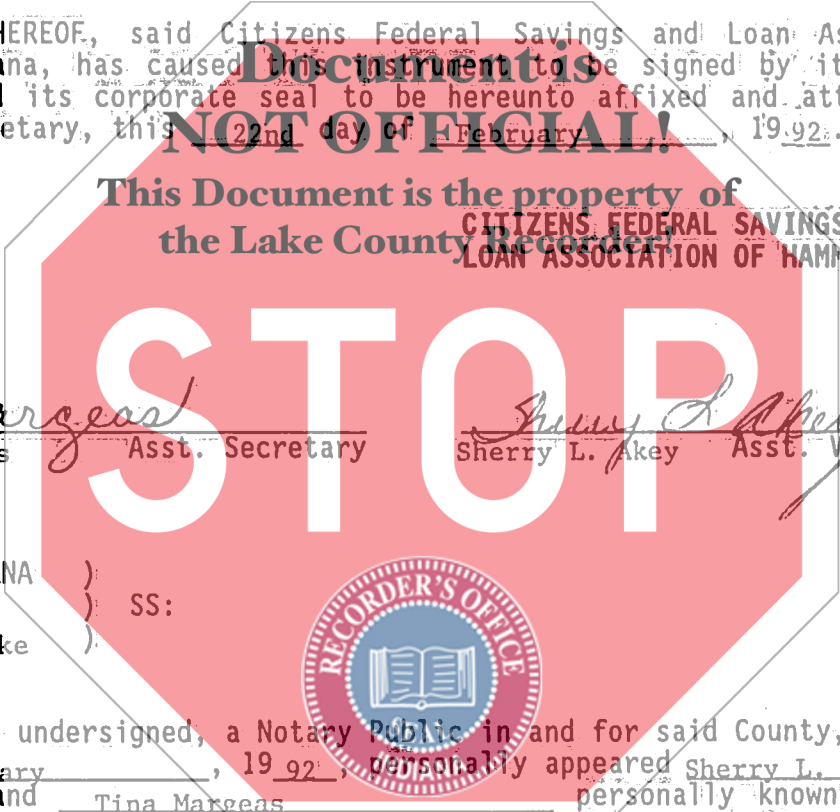 HEREOF, said Citizens Federal Savings and Loan As
ana, has caused this instrument to be signed by it
its corporate seal to be hereunto affixed and att
etary, this 22nd day of February, 1992.
Document is
NOT OFFICIAL!
This Document is the property of
the Lake County Recorder!
CITIZENS FEDERAL SAVINGS
LOAN ASSOCIATION OF HAMM
STOP
argeas Sherry L Akey
s Asst. Secretary Sherry L. Akey Asst. V
NA )
) SS:
ke )
RECORDER'S OFFICE
undersigned, a Notary Public in and for said County,
ary, 1992, personally appeared Sherry L.
nd Tina Margeas personally known